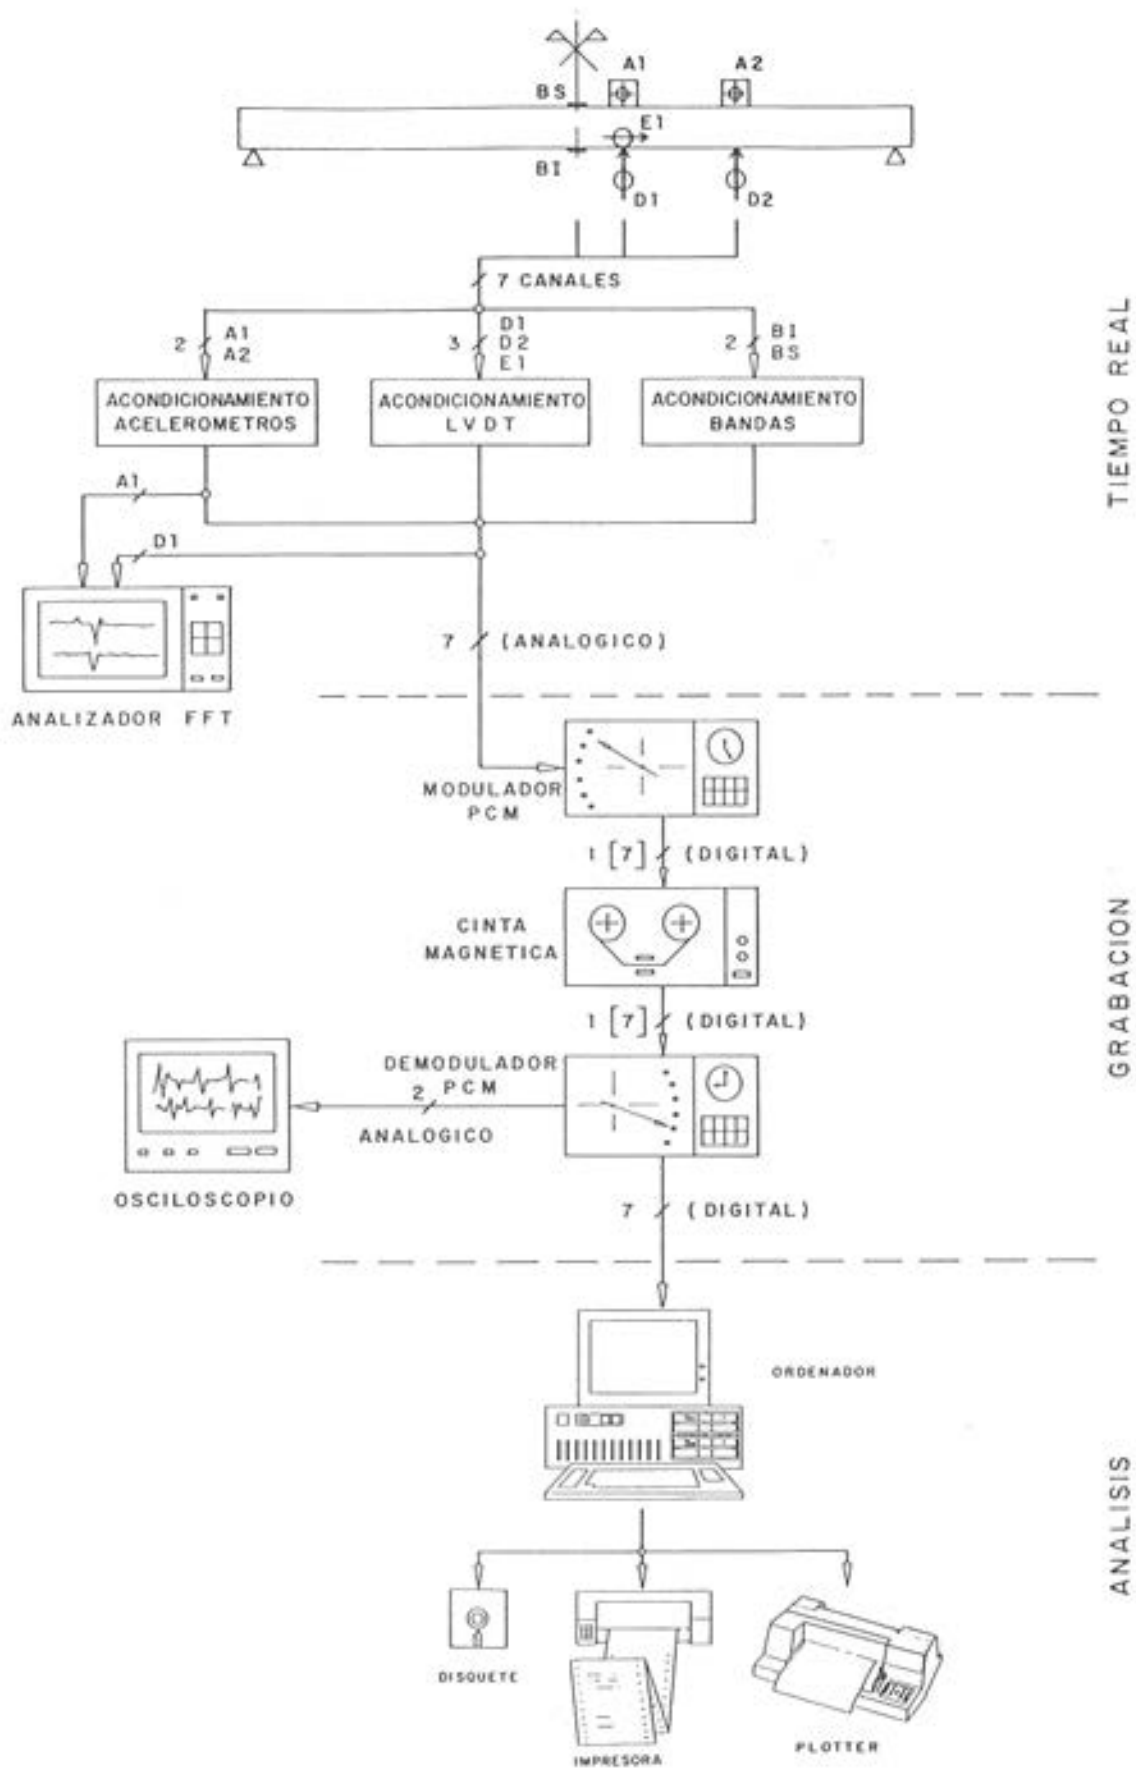 A1
A2
BS
E1
BI
D1
D2
7 CANALES
2
A1
A2
3
D1
D2
E1
2
BI
BS
ACONDICIONAMIENTO
ACELEROMETROS
ACONDICIONAMIENTO
LVDT
ACONDICIONAMIENTO
BANDAS
TIEMPO REAL
A1
D1
7 (ANALOGICO)
ANALIZADOR FFT
MODULADOR
PCM
1 [7] (DIGITAL)
CINTA
MAGNETICA
GRABACION
1 [7] (DIGITAL)
DEMODULADOR
PCM
2
ANALOGICO
OSCILOSCOPIO
7 (DIGITAL)
ORDENADOR
ANALISIS
DISQUETE
IMPRESORA
PLOTTER